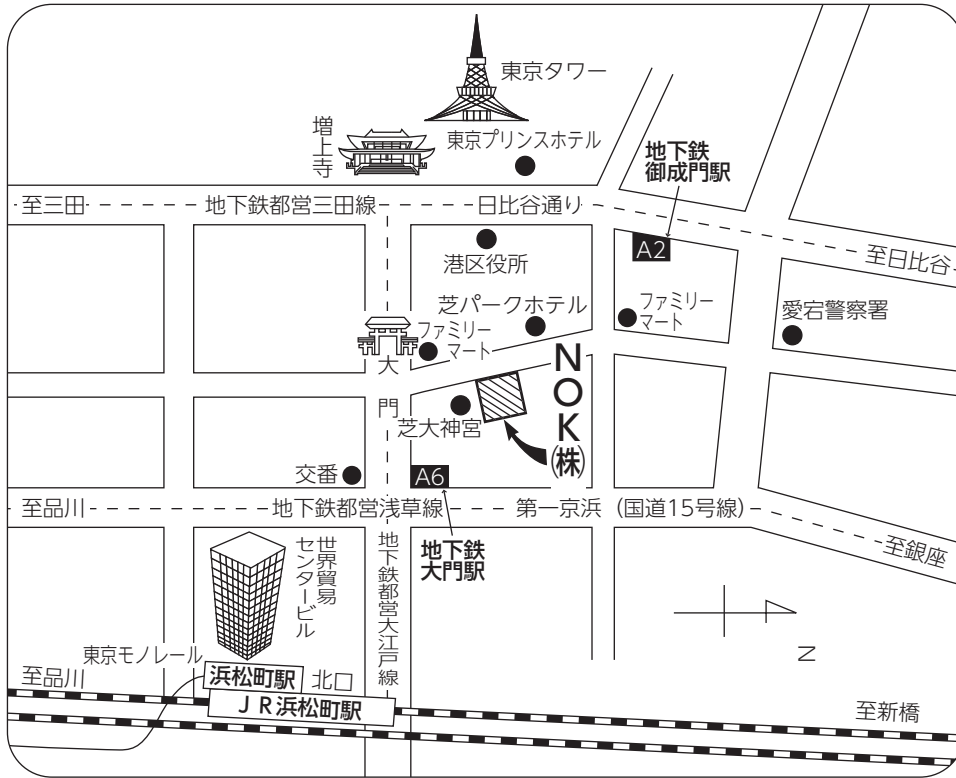 東京タワー
増上寺
東京プリンスホテル
地下鉄
御成門駅
至三田
地下鉄都営三田線
日比谷通り
至日比谷
A2
港区役所
芝パークホテル
ファミリー
マート
ファミリー
マート
愛宕警察署
大門
NOK㈱
芝大神宮
交番
A6
至品川
地下鉄都営浅草線
第一京浜（国道15号線）
至銀座
地下鉄
大門駅
世界貿易
センタービル
地下鉄都営大江戸線
N
東京モノレール
浜松町駅
北口
至品川
ＪＲ浜松町駅
至新橋